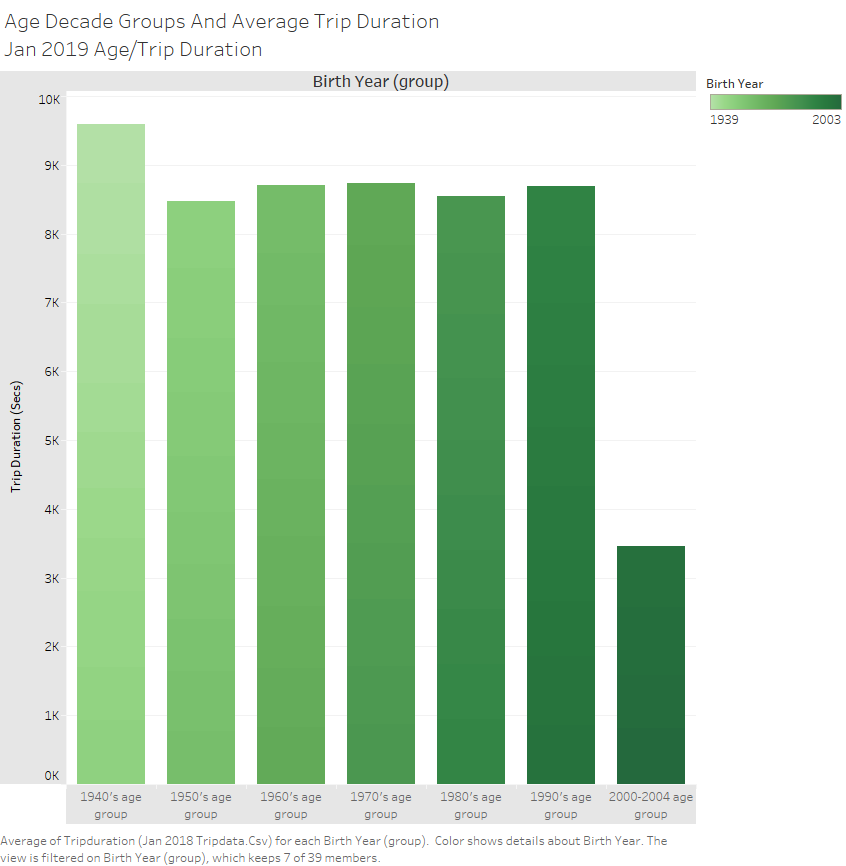 Age Decade Groups And Average Trip Duration
Jan 2019 Age/Trip Duration
Birth Year (group)
Birth Year
1939 2003
10K
9K
8K
7K
6K
5K
4K
3K
2K
1K
0K
Trip Duration (Secs)
1940's age
group
1950's age
group
1960's age
group
1970's age
group
1980's age
group
1990's age
group
2000-2004 age
group
Average of Tripduration (Jan 2018 Tripdata.Csv) for each Birth Year (group). Color shows details about Birth Year. The
view is filtered on Birth Year (group), which keeps 7 of 39 members.